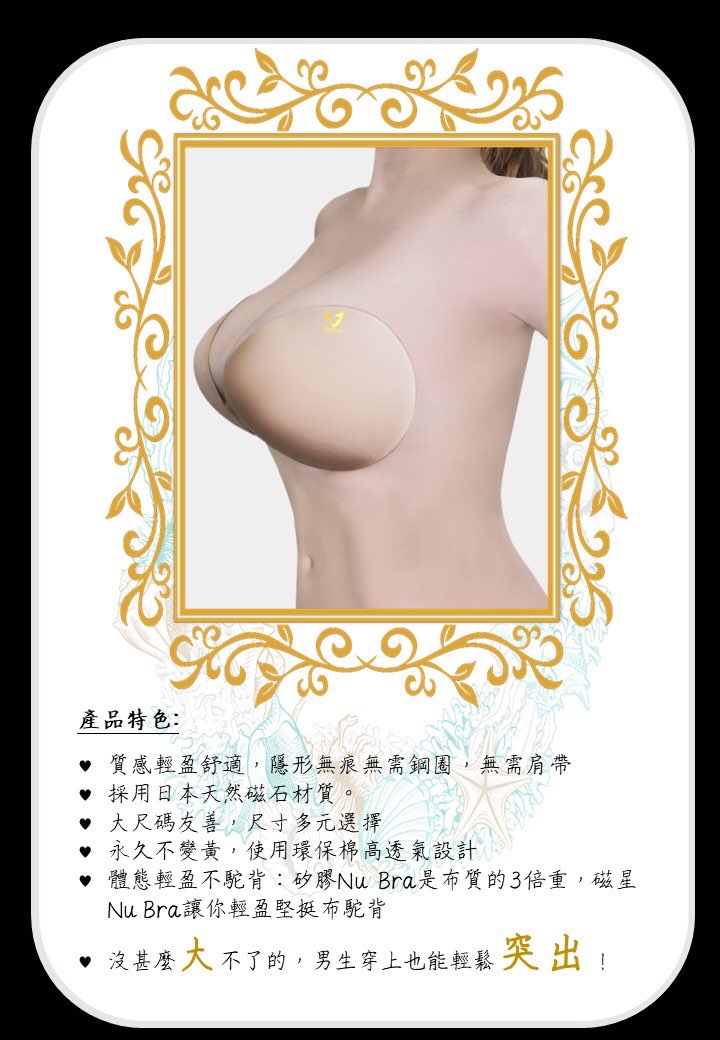 產品特色:
♥ 質感輕盈舒適，隱形無痕無需鋼圈，無需肩帶
♥ 採用日本天然磁石材質。
♥ 大尺碼友善，尺寸多元選擇
♥ 永久不變黃，使用環保棉高透氣設計
♥ 體態輕盈不駝背：矽膠Nu Bra是布質的3倍重，磁星
Nu Bra讓你輕盈堅挺布駝背
♥ 沒甚麼大不了的，男生穿上也能輕鬆突出！